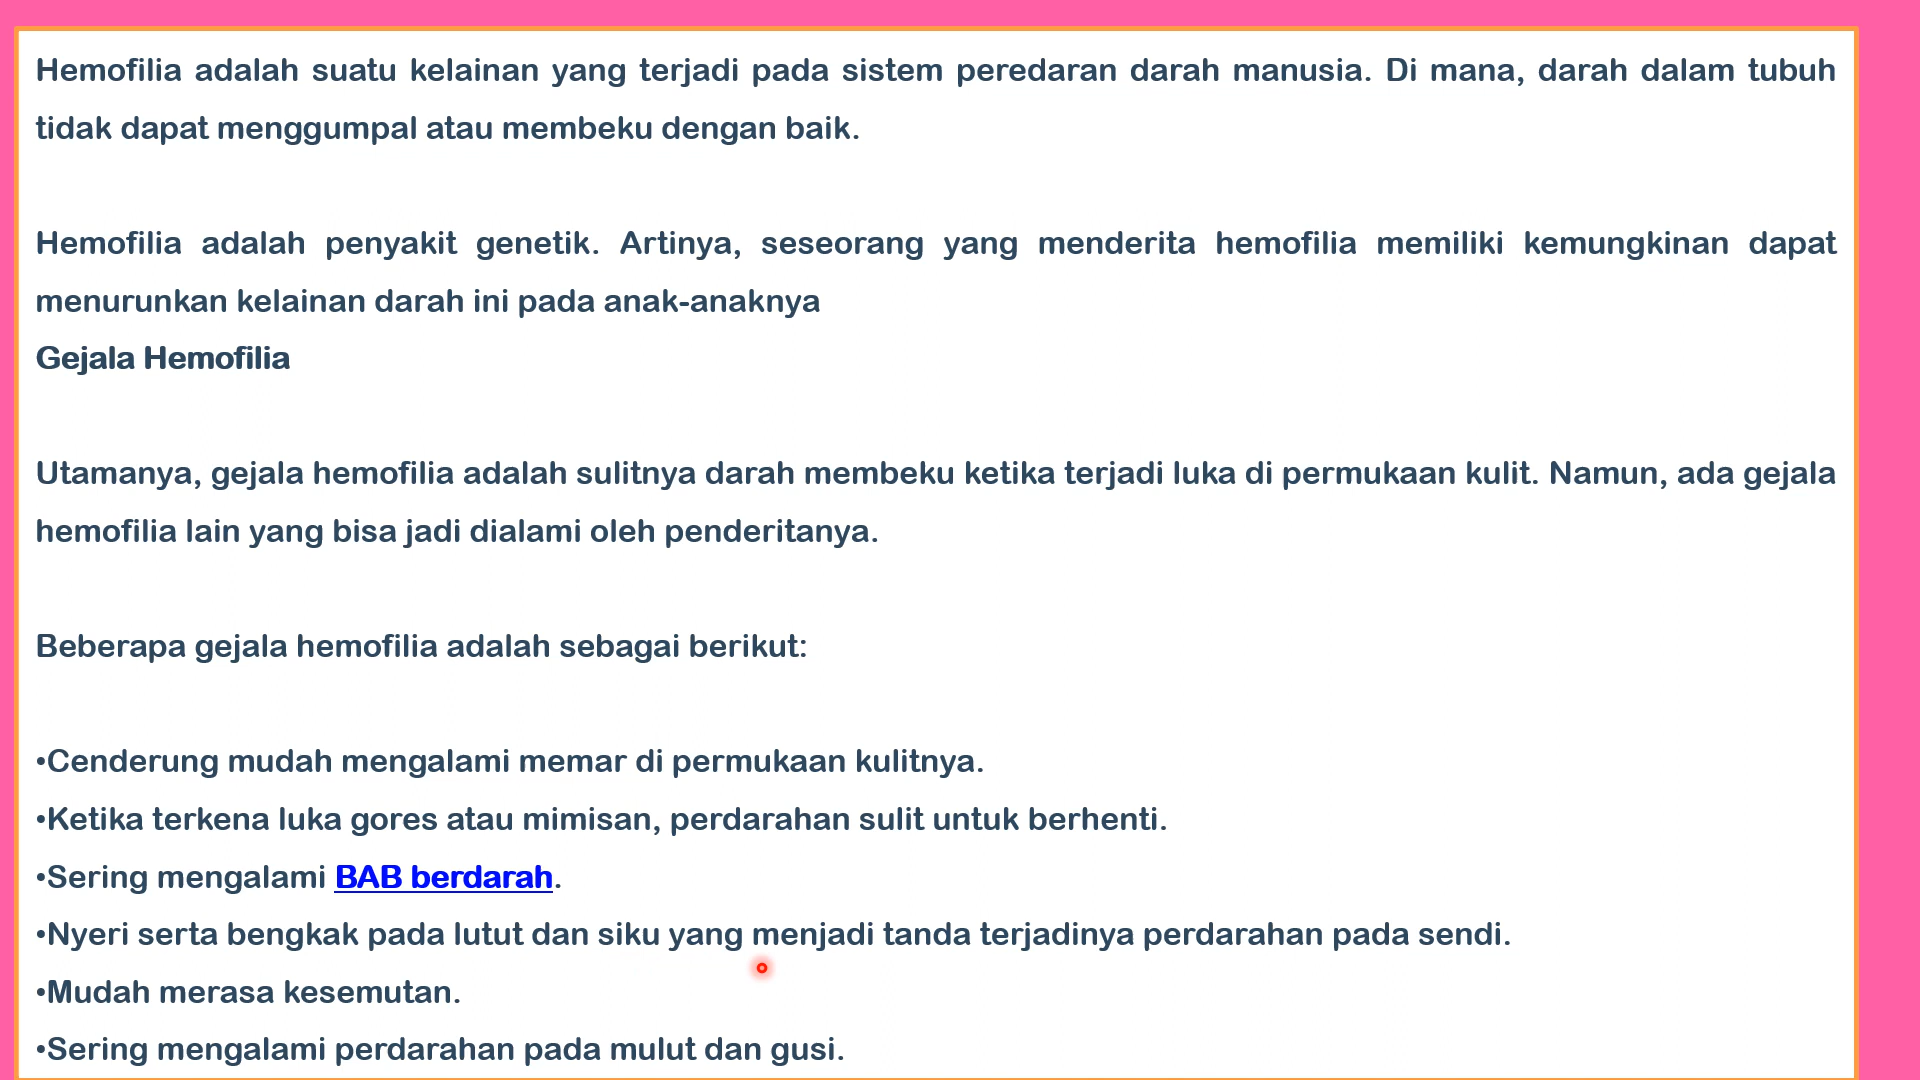 Hemofilia adalah suatu kelainan yang terjadi pada sistem peredaran darah manusia. Di mana, darah dalam tubuh
tidak dapat menggumpal atau membeku dengan baik.
Hemofilia adalah penyakit genetik. Artinya, seseorang yang menderita hemofilia memiliki kemungkinan dapat
menurunkan kelainan darah ini pada anak-anaknya
Gejala Hemofilia
Utamanya, gejala hemofilia adalah sulitnya darah membeku ketika terjadi luka di permukaan kulit. Namun, ada gejala
hemofilia lain yang bisa jadi dialami oleh penderitanya.
Beberapa gejala hemofilia adalah sebagai berikut:
•Cenderung mudah mengalami memar di permukaan kulitnya.
•Ketika terkena luka gores atau mimisan, perdarahan sulit untuk berhenti.
•Sering mengalami BAB berdarah.
•Nyeri serta bengkak pada lutut dan siku yang menjadi tanda terjadinya perdarahan pada sendi.
•Mudah merasa kesemutan.
•Sering mengalami perdarahan pada mulut dan gusi.